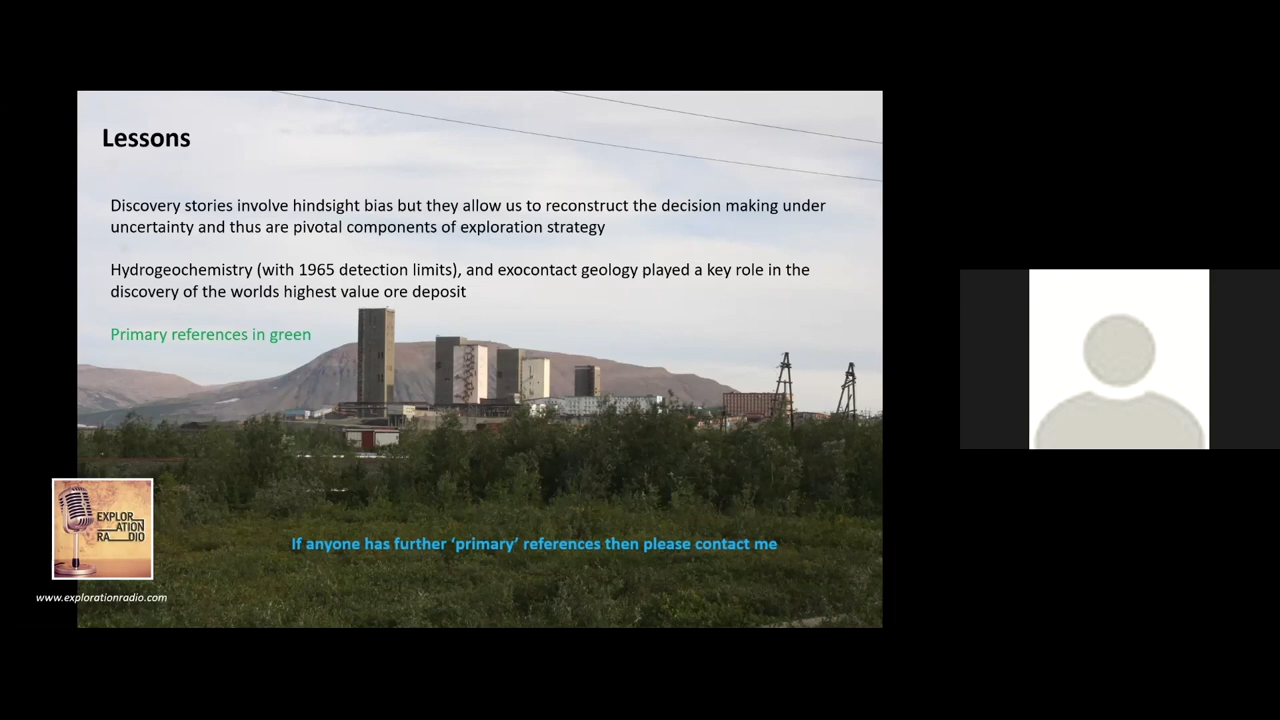 Lessons
Discovery stories involve hindsight bias but they allow us to reconstruct the decision making under
uncertainty and thus are pivotal components of exploration strategy
Hydrogeochemistry (with 1965 detection limits), and exocontact geology played a key role in the
discovery of the worlds highest value ore deposit
Primary references in green
EXPLOR
ATION
RA DIO
If anyone has further ‘primary’ references then please contact me
www.explorationradio.com